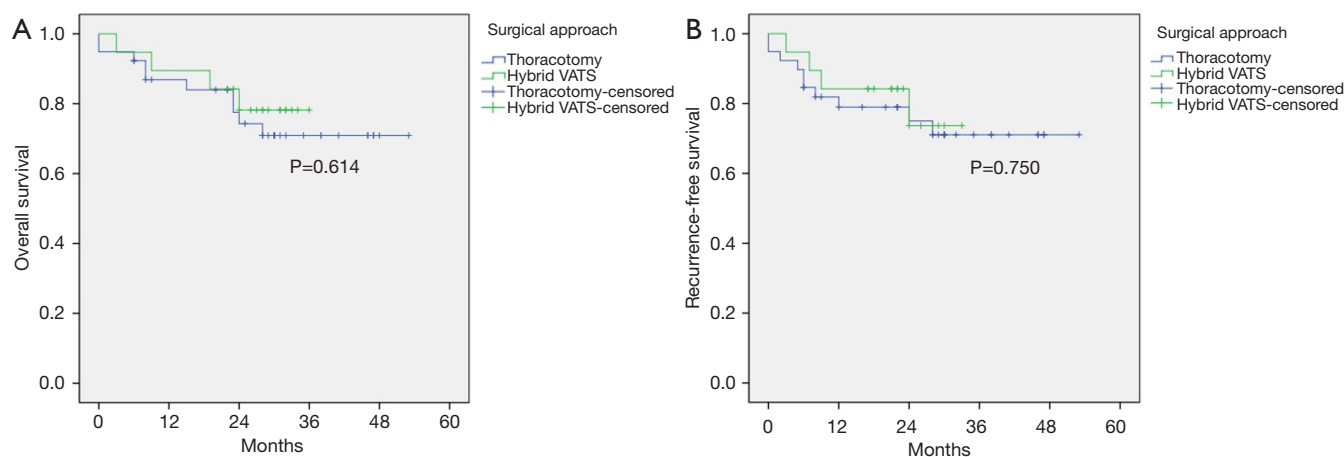 A
Overall survival
1.0
0.8
0.6
0.4
0.2
0.0
P=0.614
0 12 24 36 48 60
Months
Surgical approach
Thoracotomy
Hybrid VATS
Thoracotomy-censored
Hybrid VATS-censored
B
Recurrence-free survival
1.0
0.8
0.6
0.4
0.2
0.0
P=0.750
0 12 24 36 48 60
Months
Surgical approach
Thoracotomy
Hybrid VATS
Thoracotomy-censored
Hybrid VATS-censored